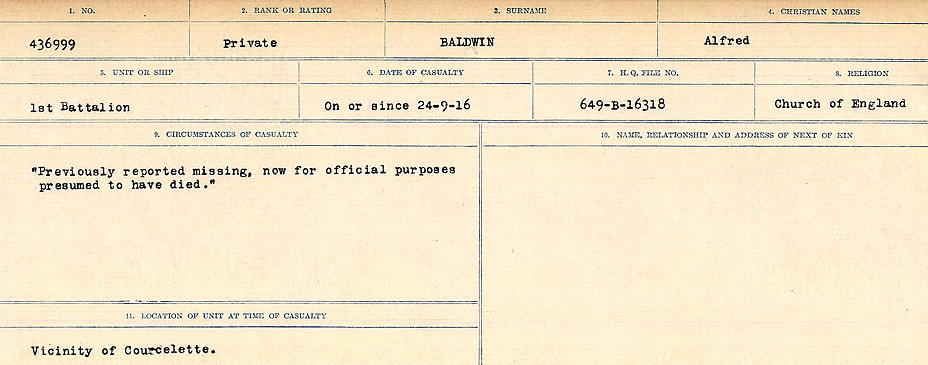 1. NO. 2. RANK OR RATING 3. SURNAME 4. CHRISTIAN NAMES
436999 Private BALDWIN Alfred
5. UNIT OR SHIP 6. DATE OF CASUALTY 7. H.Q. FILE NO. 8. RELIGION
1st Battalion On or since 24-9-16 649-B-16318 Church of England
9. CIRCUMSTANCES OF CASUALTY 10. NAME, RELATIONSHIP AND ADDRESS OF NEXT OF KIN
"Previously reported missing, now for official purposes
presumed to have died."
11. LOCATION OF UNIT AT TIME OF CASUALTY
Vicinity of Courcelette.